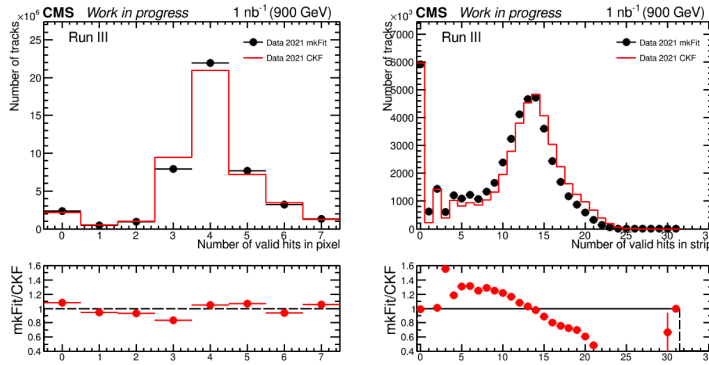 ×10⁶ CMS Work in progress 1 nb⁻¹ (900 GeV)
Number of tracks
Run III
Data 2021 mkFit
Data 2021 CKF
25
20
15
10
5
0
0 1 2 3 4 5 6 7
Number of valid hits in pixel
mkFit/CKF
1.6
1.4
1.2
1
0.8
0.6
0.4
0 1 2 3 4 5 6 7
×10³ CMS Work in progress 1 nb⁻¹ (900 GeV)
Number of tracks
Run III
Data 2021 mkFit
Data 2021 CKF
8000
7000
6000
5000
4000
3000
2000
1000
0
0 5 10 15 20 25 30
Number of valid hits in strip
mkFit/CKF
1.6
1.4
1.2
1
0.8
0.6
0.4
0 5 10 15 20 25 30